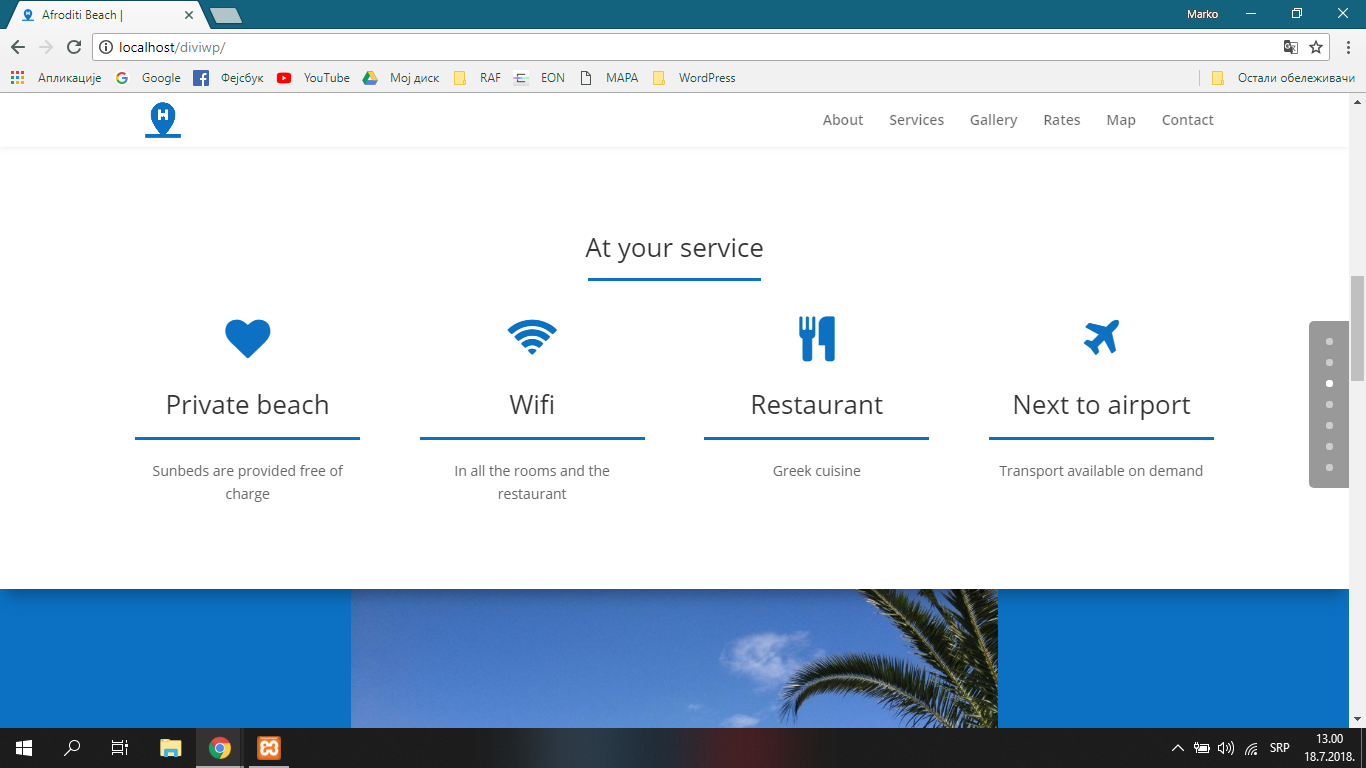 Afroditi Beach |
Marko
localhost/diviwp/
Апликације Google Фејсбук YouTube Мој диск RAF EON MAPA WordPress Остали обележивачи
H
About Services Gallery Rates Map Contact
At your service
Private beach
Sunbeds are provided free of
charge
Wifi
In all the rooms and the
restaurant
Restaurant
Greek cuisine
Next to airport
Transport available on demand
SRP
13.00
18.7.2018.